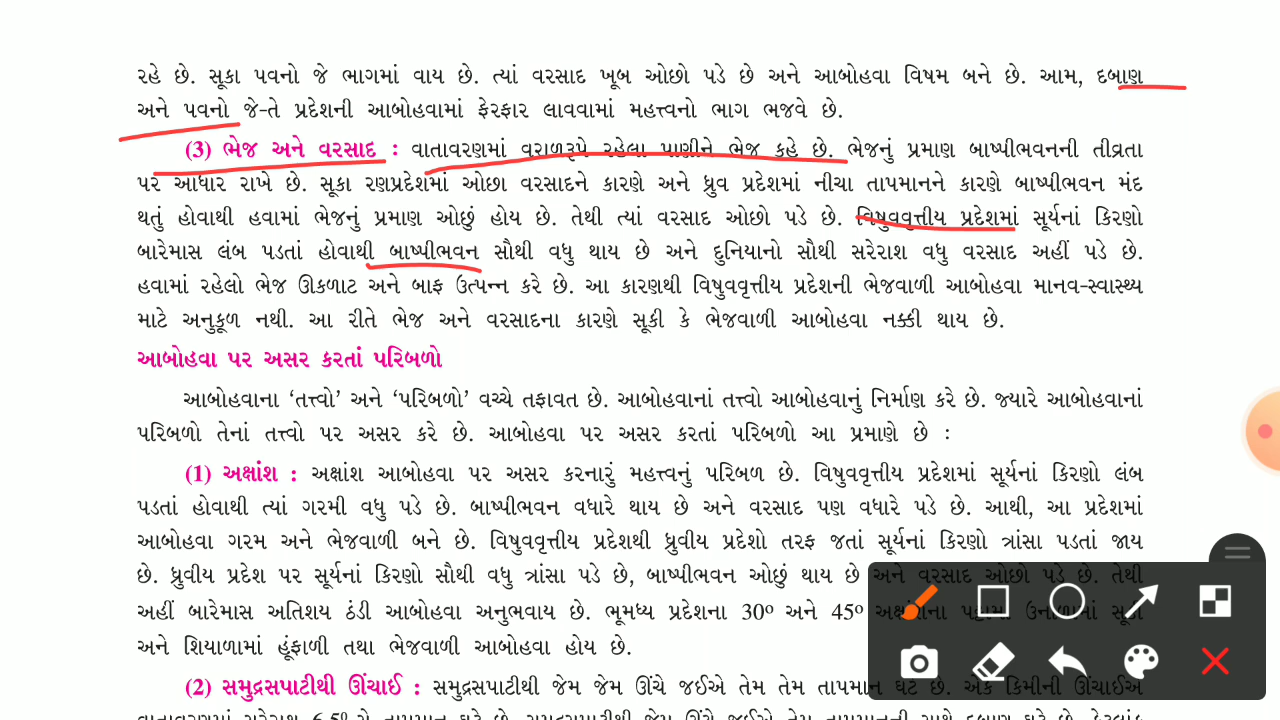 રહે છે. સૂકા પવનો જે ભાગમાં વાય છે. ત્યાં વરસાદ ખૂબ ઓછો પડે છે અને આબોહવા વિષમ બને છે. આમ, દબાણ
અને પવનો જે-તે પ્રદેશની આબોહવામાં ફેરફાર લાવવામાં મહત્ત્વનો ભાગ ભજવે છે.
(3) ભેજ અને વરસાદ : વાતાવરણમાં વરાળરૂપે રહેલા પાણીને ભેજ કહે છે. ભેજનું પ્રમાણ બાષ્પીભવનની તીવ્રતા
પર આધાર રાખે છે. સૂકા રણપ્રદેશમાં ઓછા વરસાદને કારણે અને ધ્રુવ પ્રદેશમાં નીચા તાપમાનને કારણે બાષ્પીભવન મંદ
થતું હોવાથી હવામાં ભેજનું પ્રમાણ ઓછું હોય છે. તેથી ત્યાં વરસાદ ઓછો પડે છે. વિષુવવૃત્તીય પ્રદેશમાં સૂર્યનાં કિરણો
બારેમાસ લંબ પડતાં હોવાથી બાષ્પીભવન સૌથી વધુ થાય છે અને દુનિયાનો સૌથી સરેરાશ વધુ વરસાદ અહીં પડે છે.
હવામાં રહેલો ભેજ ઊકળાટ અને બાફ ઉત્પન્ન કરે છે. આ કારણથી વિષુવવૃત્તીય પ્રદેશની ભેજવાળી આબોહવા માનવ-સ્વાસ્થ્ય
માટે અનુકૂળ નથી. આ રીતે ભેજ અને વરસાદના કારણે સૂકી કે ભેજવાળી આબોહવા નક્કી થાય છે.
આબોહવા પર અસર કરતાં પરિબળો
આબોહવાના ‘તત્ત્વો’ અને ‘પરિબળો’ વચ્ચે તફાવત છે. આબોહવાનાં તત્ત્વો આબોહવાનું નિર્માણ કરે છે. જ્યારે આબોહવાનાં
પરિબળો તેનાં તત્ત્વો પર અસર કરે છે. આબોહવા પર અસર કરતાં પરિબળો આ પ્રમાણે છે :
(1) અક્ષાંશ : અક્ષાંશ આબોહવા પર અસર કરનારું મહત્ત્વનું પરિબળ છે. વિષુવવૃત્તીય પ્રદેશમાં સૂર્યનાં કિરણો લંબ
પડતાં હોવાથી ત્યાં ગરમી વધુ પડે છે. બાષ્પીભવન વધારે થાય છે અને વરસાદ પણ વધારે પડે છે. આથી, આ પ્રદેશમાં
આબોહવા ગરમ અને ભેજવાળી બને છે. વિષુવવૃત્તીય પ્રદેશથી ધ્રુવીય પ્રદેશો તરફ જતાં સૂર્યનાં કિરણો ત્રાંસા પડતાં જાય
છે. ધ્રુવીય પ્રદેશ પર સૂર્યનાં કિરણો સૌથી વધુ ત્રાંસા પડે છે, બાષ્પીભવન ઓછું થાય છે અને વરસાદ ઓછો પડે છે. તેથી
અહીં બારેમાસ અતિશય ઠંડી આબોહવા અનુભવાય છે. ભૂમધ્ય પ્રદેશના 30º અને 45º અક્ષાંશના પટ્ટામાં ઉનાળામાં સૂકી
અને શિયાળામાં હૂંફાળી તથા ભેજવાળી આબોહવા હોય છે.
(2) સમુદ્રસપાટીથી ઊંચાઈ : સમુદ્રસપાટીથી જેમ જેમ ઊંચે જઈએ તેમ તેમ તાપમાન ઘટે છે. એક કિમીની ઊંચાઈએ